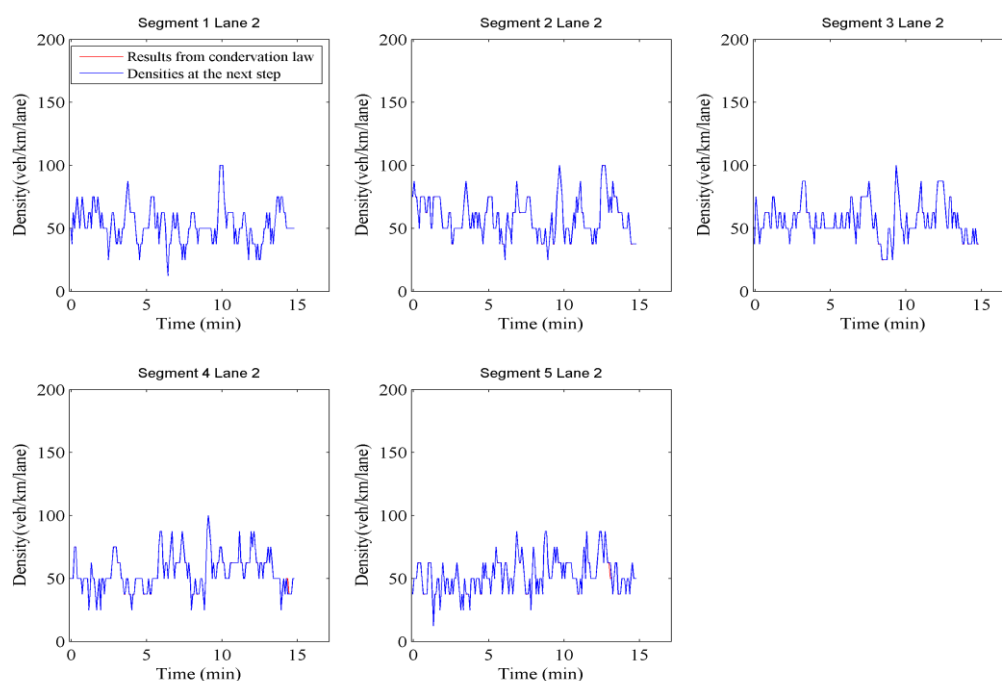 Segment 1 Lane 2
200
150
100
50
0
Density(veh/km/lane)
Results from condervation law
Densities at the next step
0 5 10 15
Time (min)
Segment 2 Lane 2
200
150
100
50
0
Density(veh/km/lane)
0 5 10 15
Time (min)
Segment 3 Lane 2
200
150
100
50
0
Density(veh/km/lane)
0 5 10 15
Time (min)
Segment 4 Lane 2
200
150
100
50
0
Density(veh/km/lane)
0 5 10 15
Time (min)
Segment 5 Lane 2
200
150
100
50
0
Density(veh/km/lane)
0 5 10 15
Time (min)